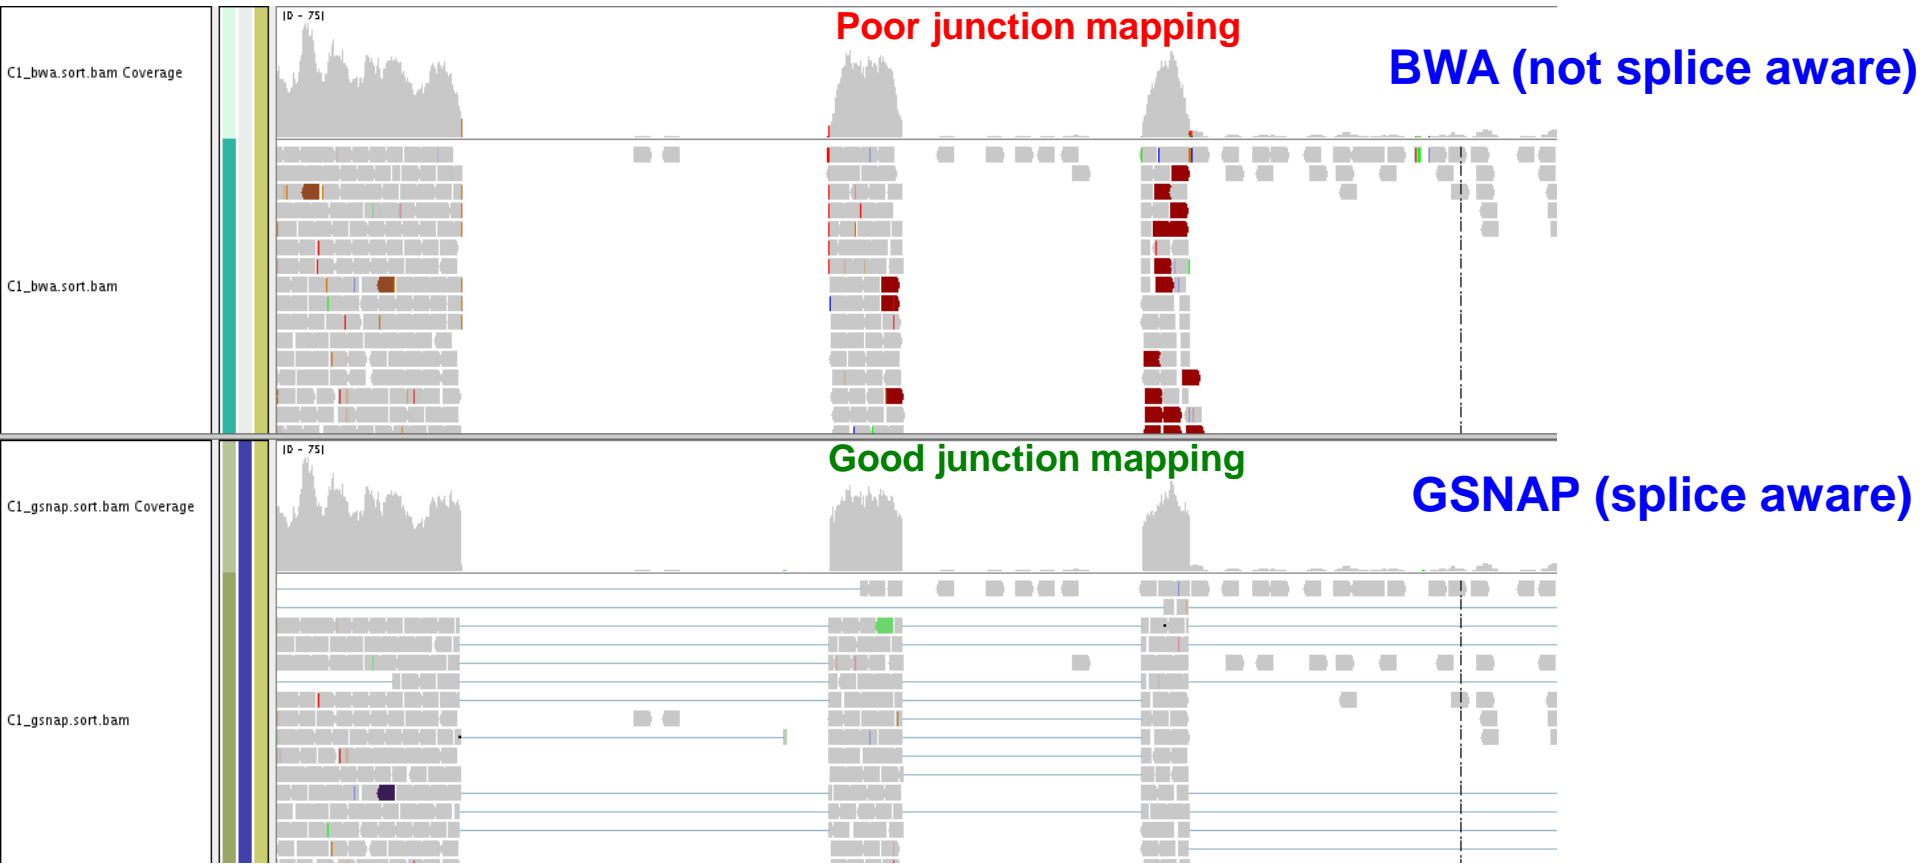 [0 - 75]
Poor junction mapping
BWA (not splice aware)
C1_bwa.sort.bam Coverage
C1_bwa.sort.bam
[0 - 75]
Good junction mapping
GSNAP (splice aware)
C1_gsnap.sort.bam Coverage
C1_gsnap.sort.bam